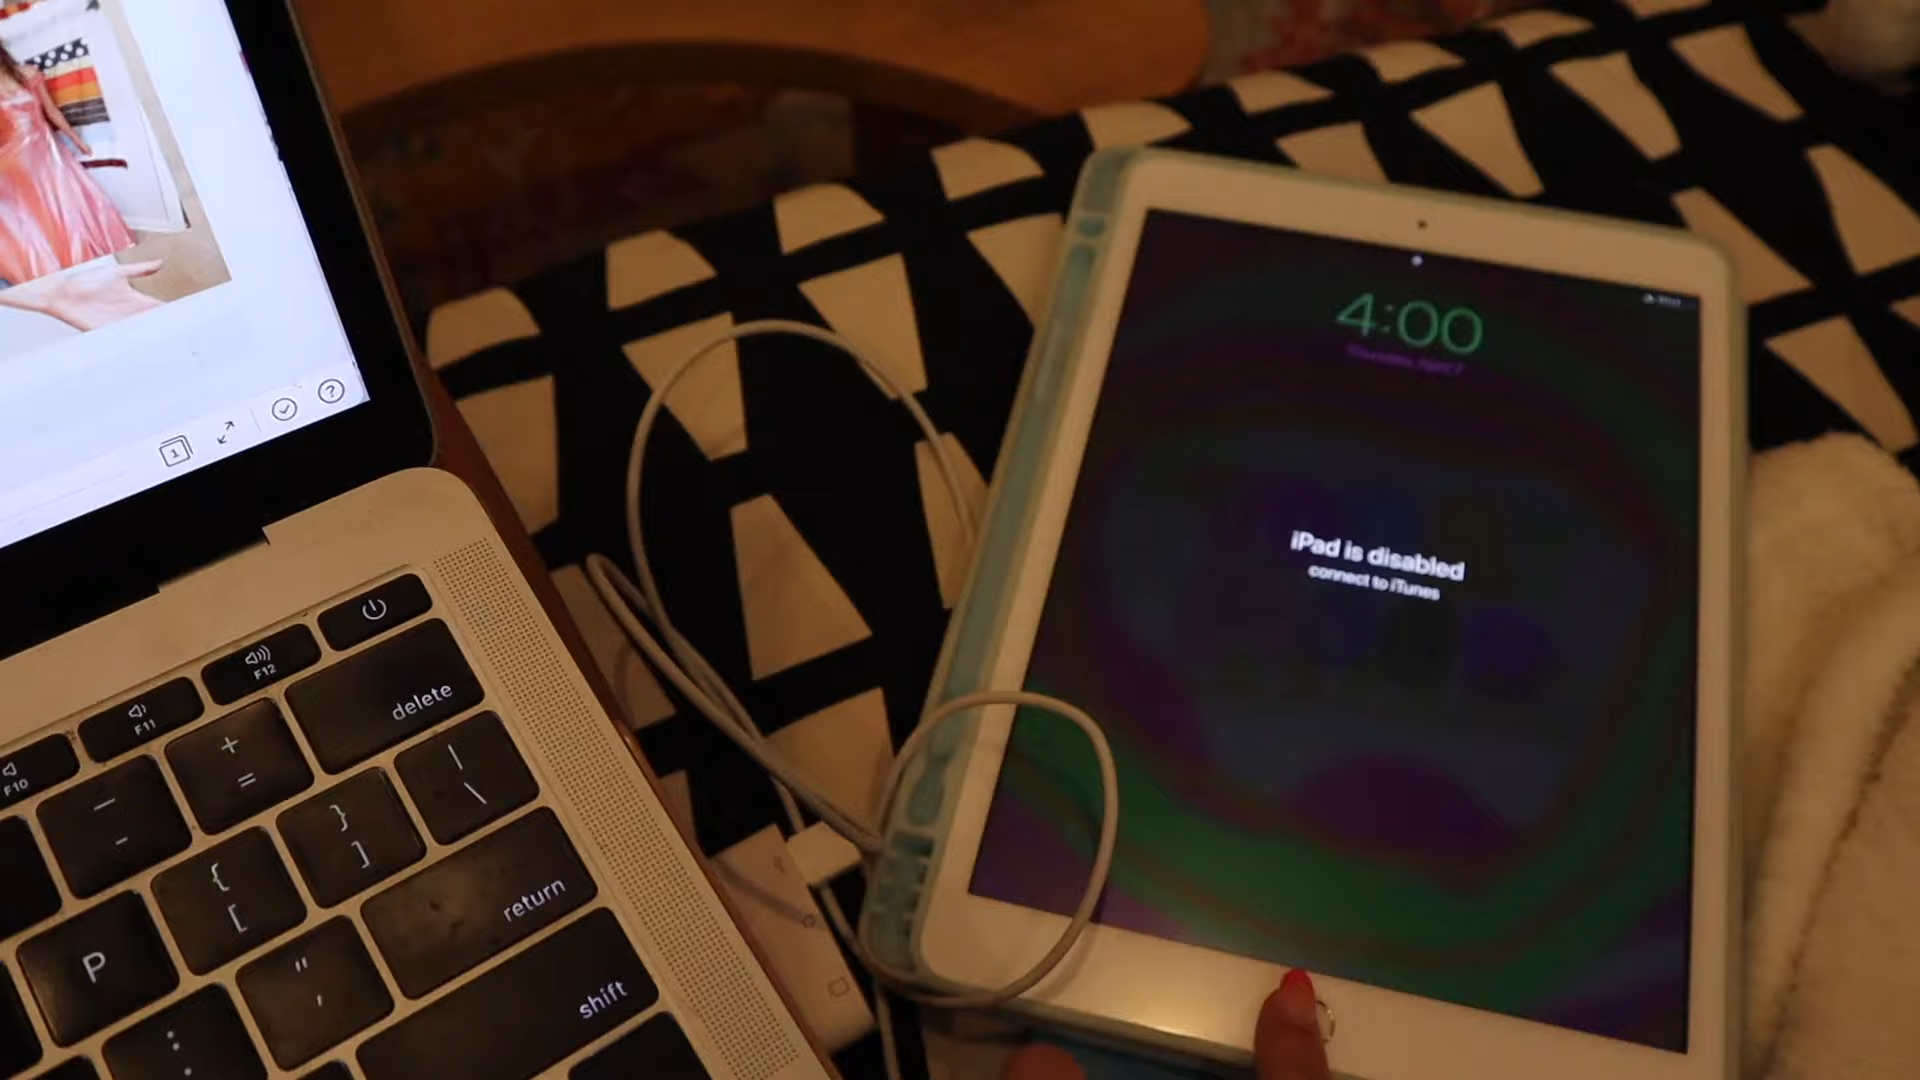 1
?
4:00
iPad is disabled
connect to iTunes
F12
F11
F10
delete
+
=
—
-
|
\
}
]
{
[
return
P
"
'
shift
: